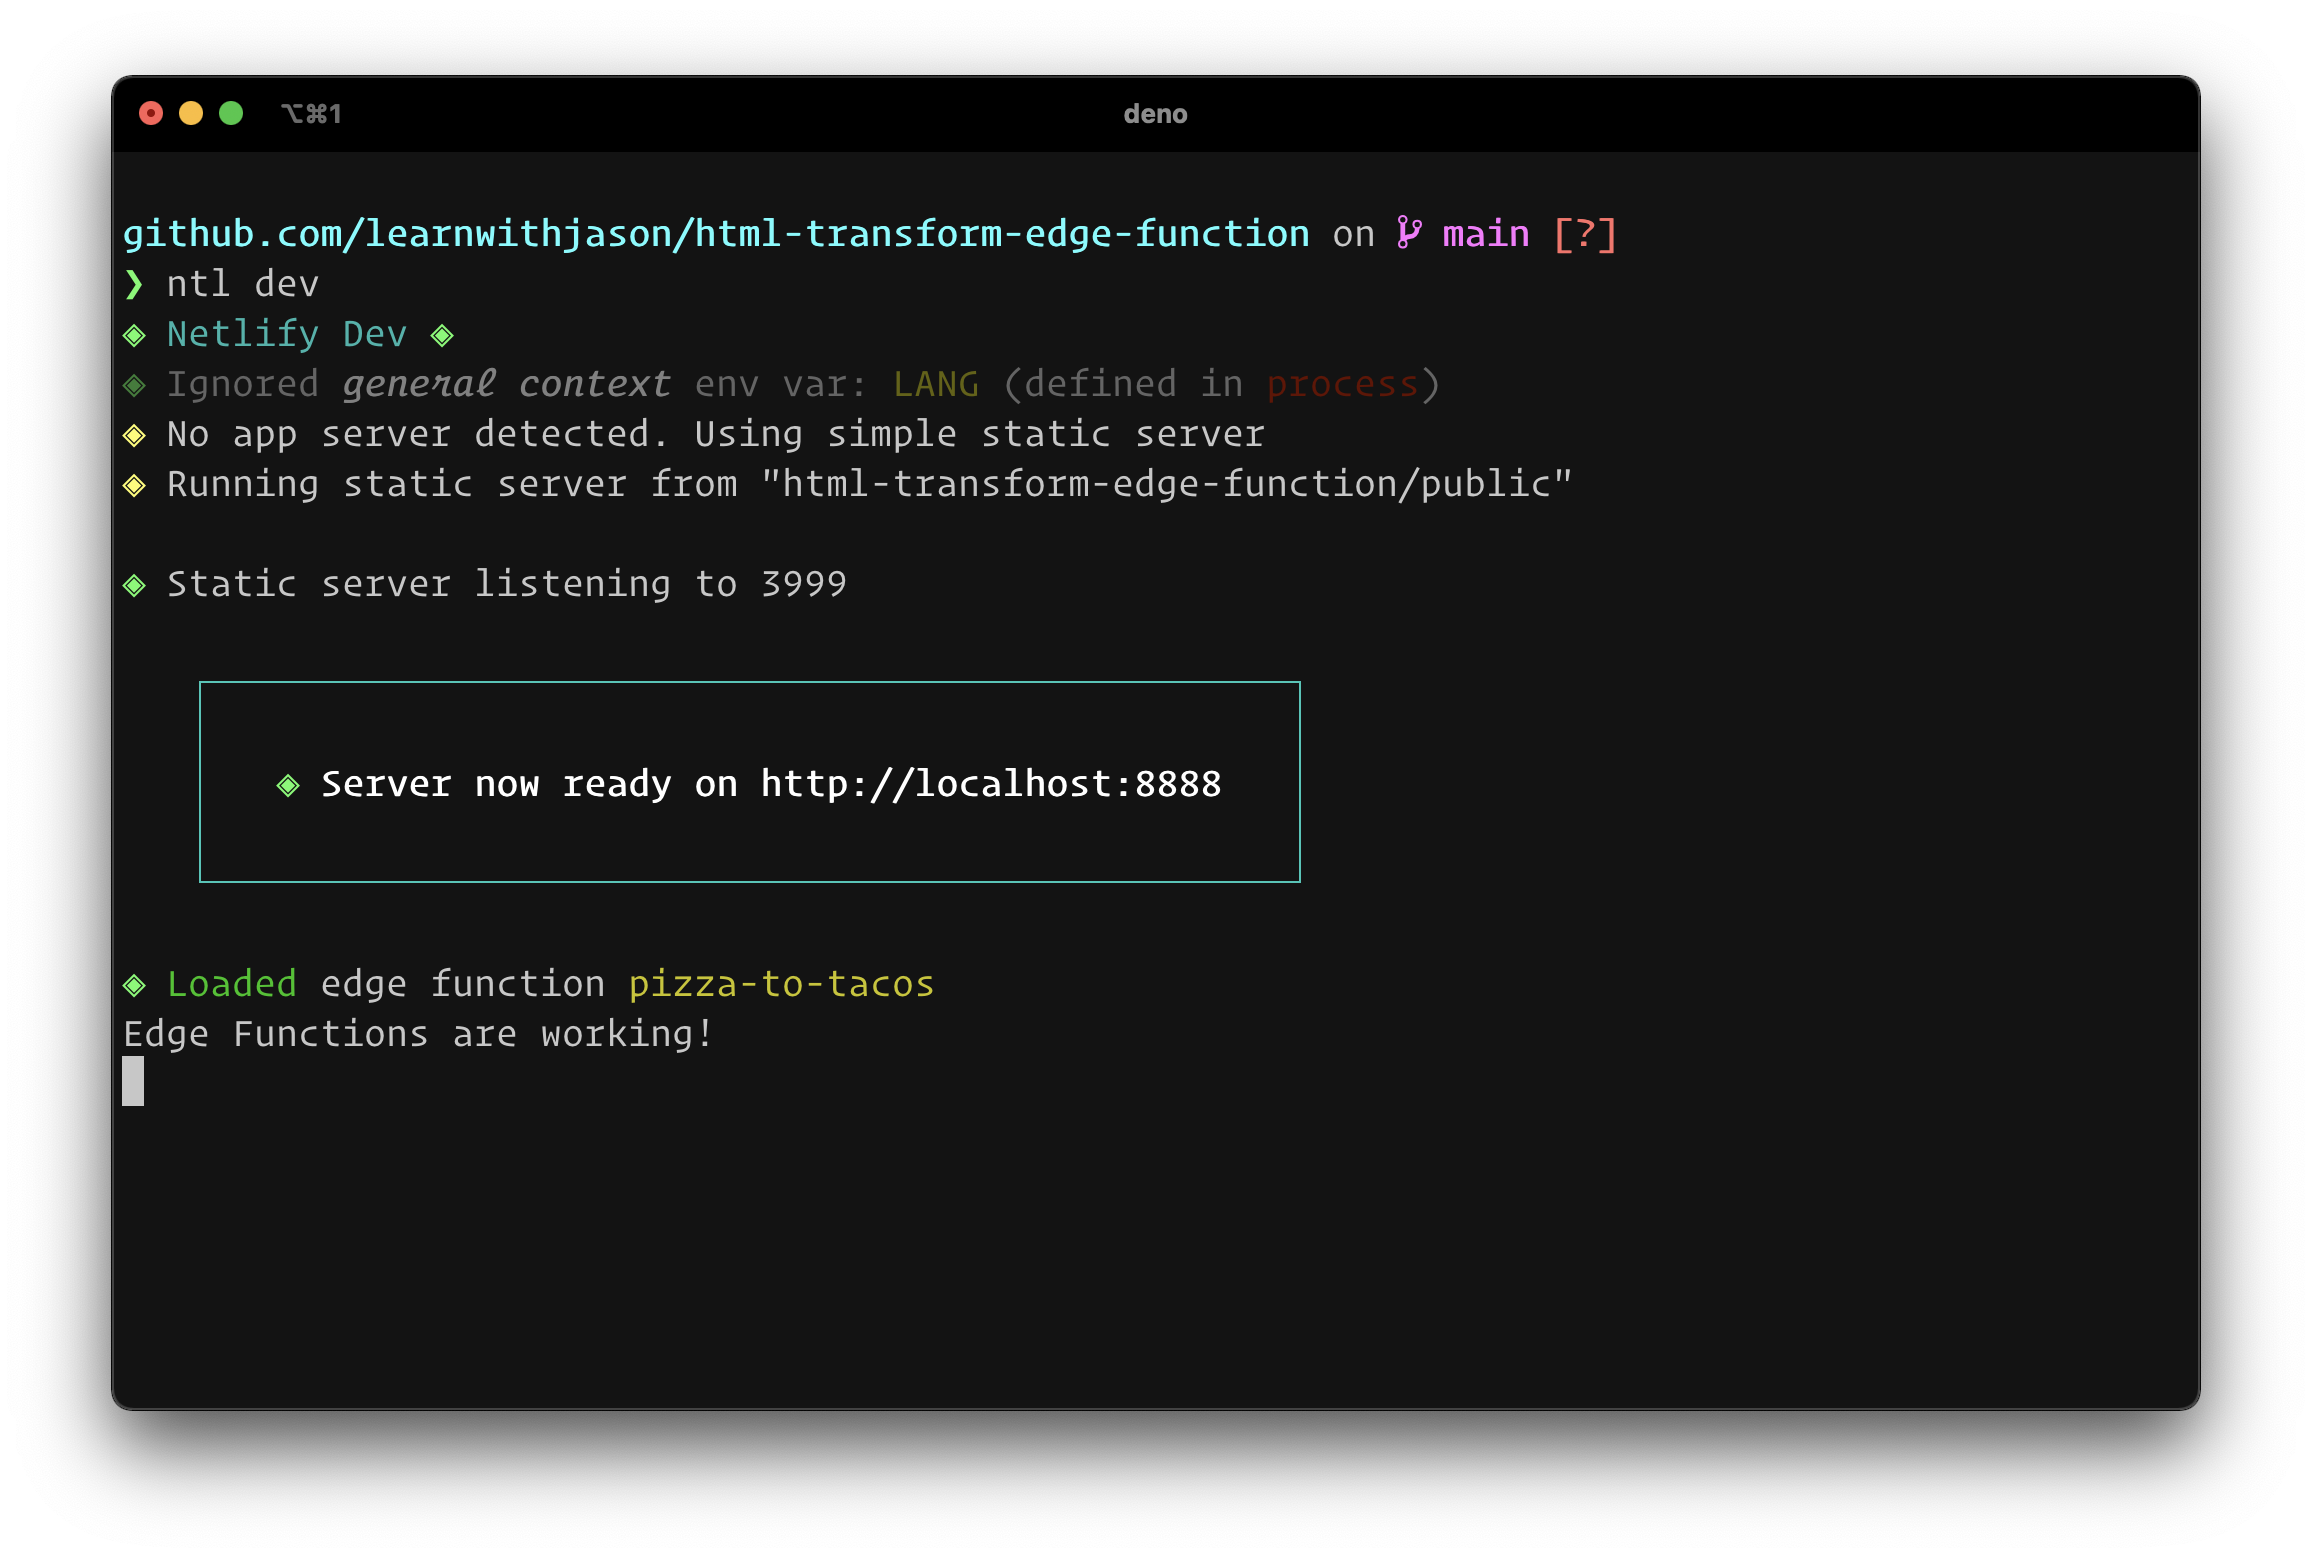 ⌥⌘1 deno
github.com/learnwithjason/html-transform-edge-function on main [?]
❯ ntl dev
◈ Netlify Dev ◈
◈ Ignored general context env var: LANG (defined in process)
◈ No app server detected. Using simple static server
◈ Running static server from "html-transform-edge-function/public"
◈ Static server listening to 3999
◈ Server now ready on http://localhost:8888
◈ Loaded edge function pizza-to-tacos
Edge Functions are working!